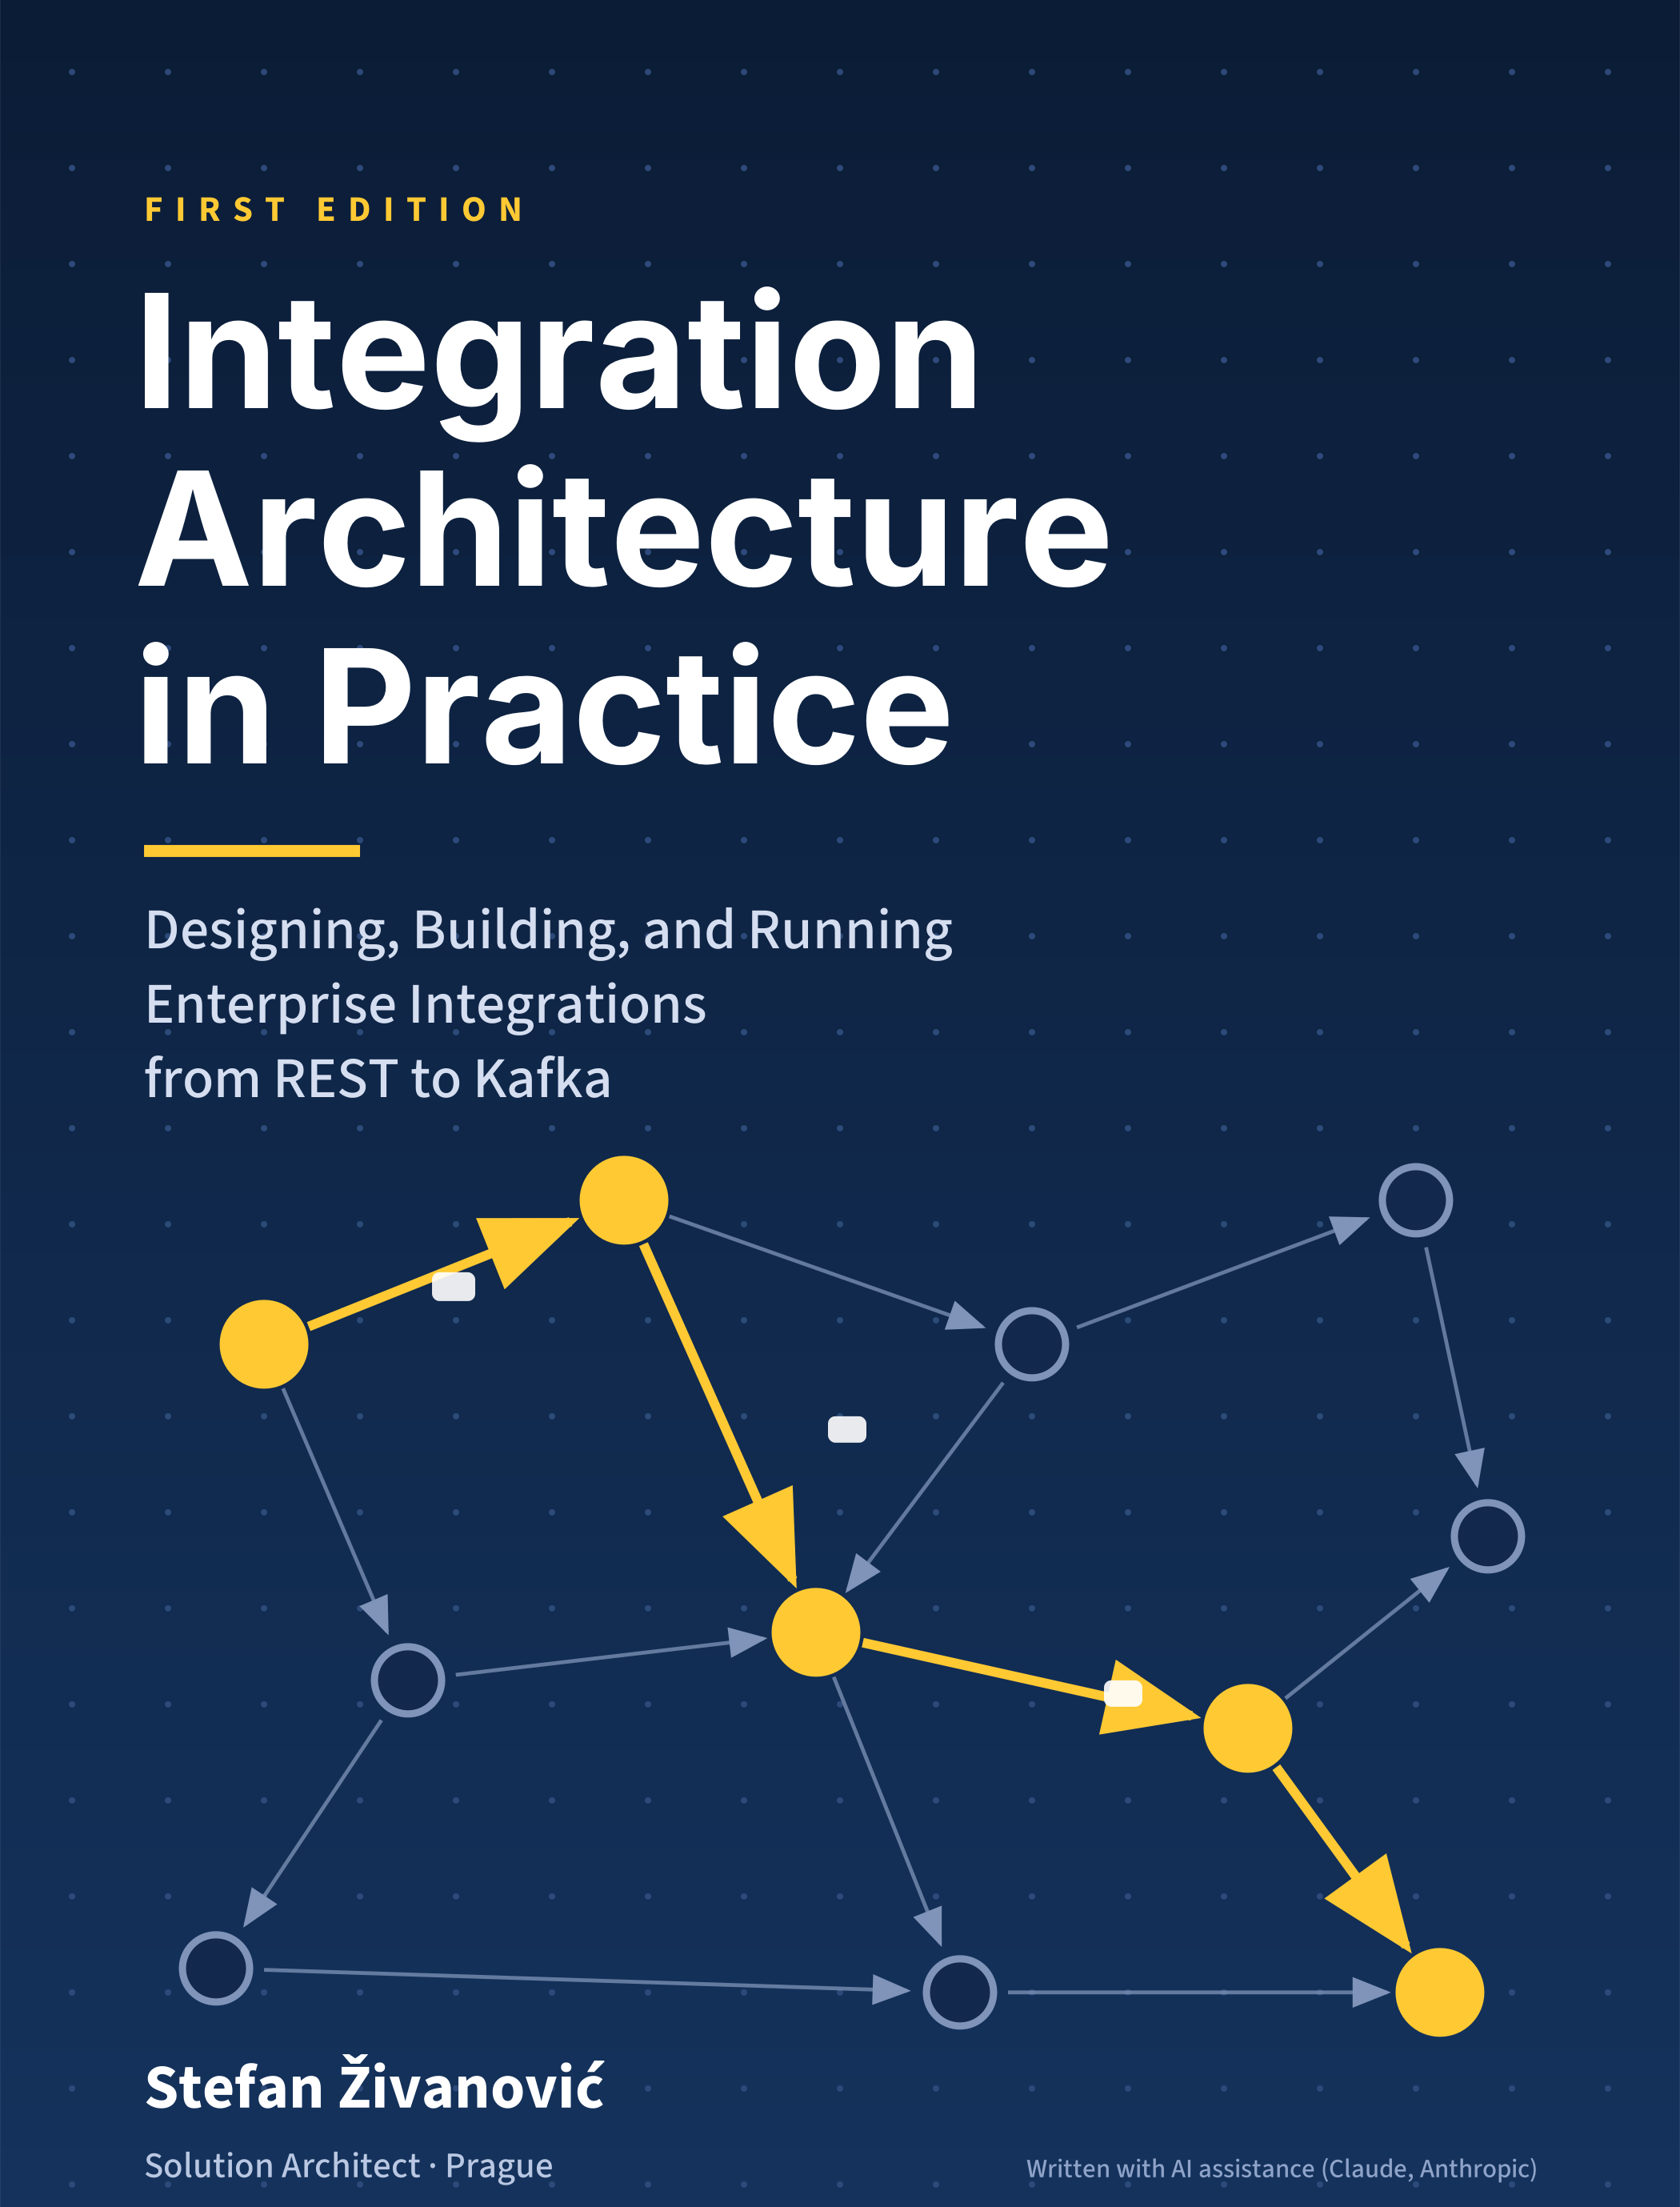 FIRST EDITION
Integration
Architecture
in Practice
Designing, Building, and Running
Enterprise Integrations
from REST to Kafka
Stefan Živanović
Solution Architect · Prague
Written with AI assistance (Claude, Anthropic)